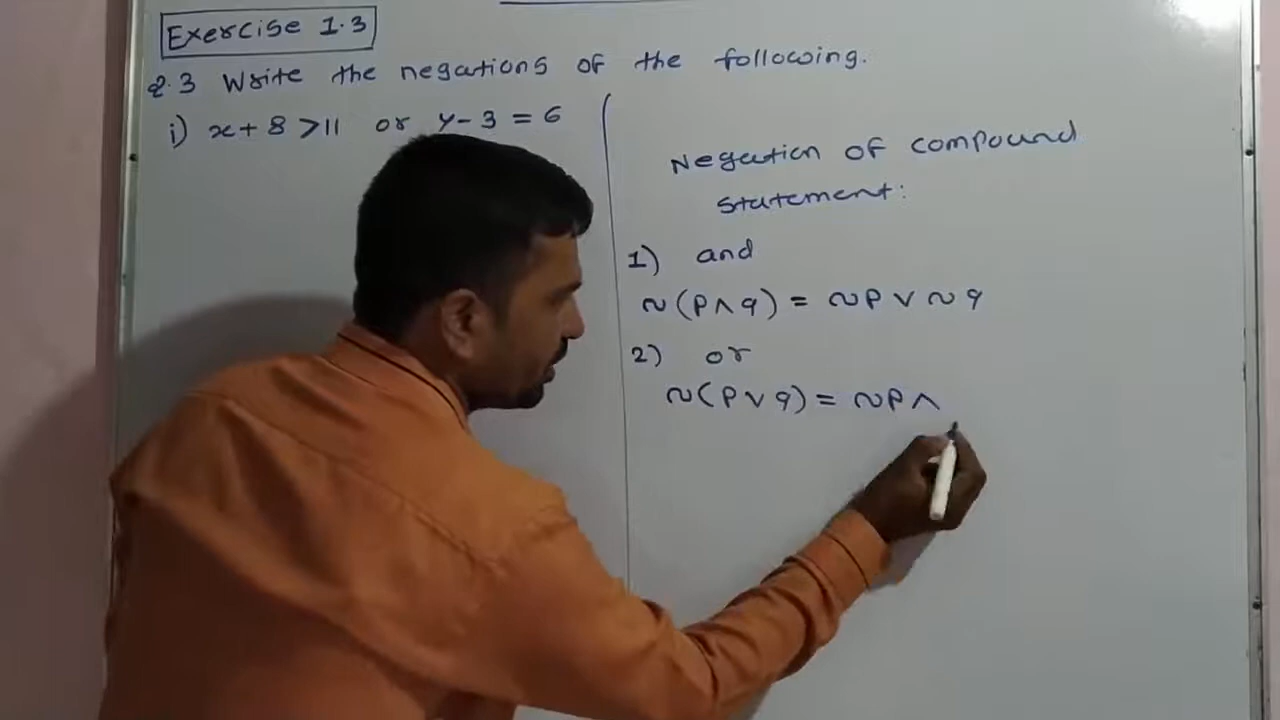 Exercise 1.3
Q.3 Write the negations of the following.
i) x + 8 > 11 or y - 3 = 6
Negation of compound
statement:
1) and
~(p ∧ q) = ~p ∨ ~q
2) or
~(p ∨ q) = ~p ∧